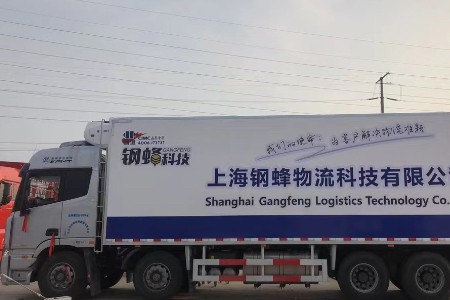 钢蜂科技
GANGFENG
我们的使命:为客户解决物流难题
上海钢蜂物流科技有限公
Shanghai Gangfeng Logistics Technology Co.